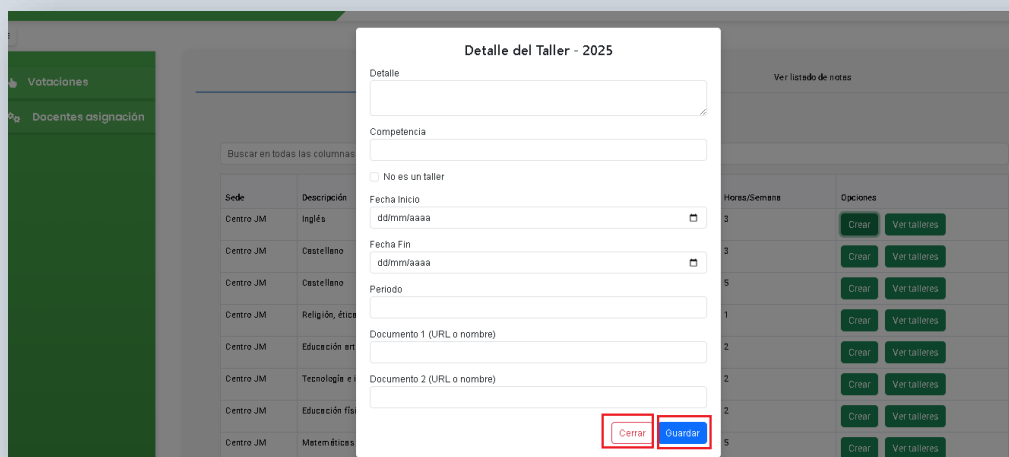 Detalle del Taller - 2025
Detalle
Ver listado de notas
Votaciones
Docentes asignación
Competencia
Buscar en todas las columnas
No es un taller
Sede Descripción Horas/Semana Opciones
Fecha Inicio
Centro JM Inglés dd/mm/aaaa 3 Crear Ver talleres
Fecha Fin
Centro JM Castellano dd/mm/aaaa 3 Crear Ver talleres
Centro JM Castellano 5 Crear Ver talleres
Periodo
Centro JM Religión, 1 Crear Ver talleres
Documento 1 (URL o nombre)
Centro JM Educación 2 Crear Ver talleres
Documento 2 (URL o nombre)
Centro JM Tecnología e 2 Crear Ver talleres
Centro JM Educación 2 Crear Ver talleres
Cerrar Guardar
Centro JM Matemáticas 5 Crear Ver talleres